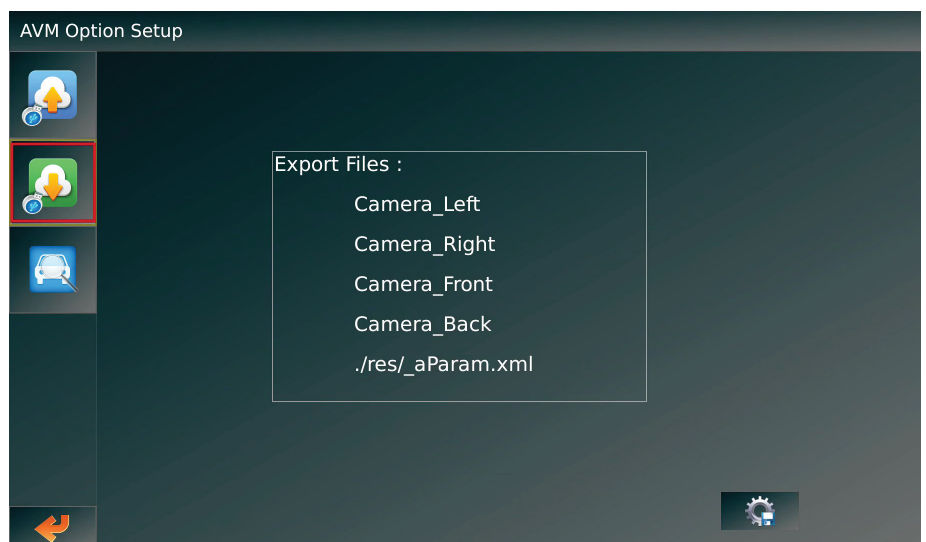 AVM Option Setup
Export Files :
Camera_Left
Camera_Right
Camera_Front
Camera_Back
./res/_aParam.xml